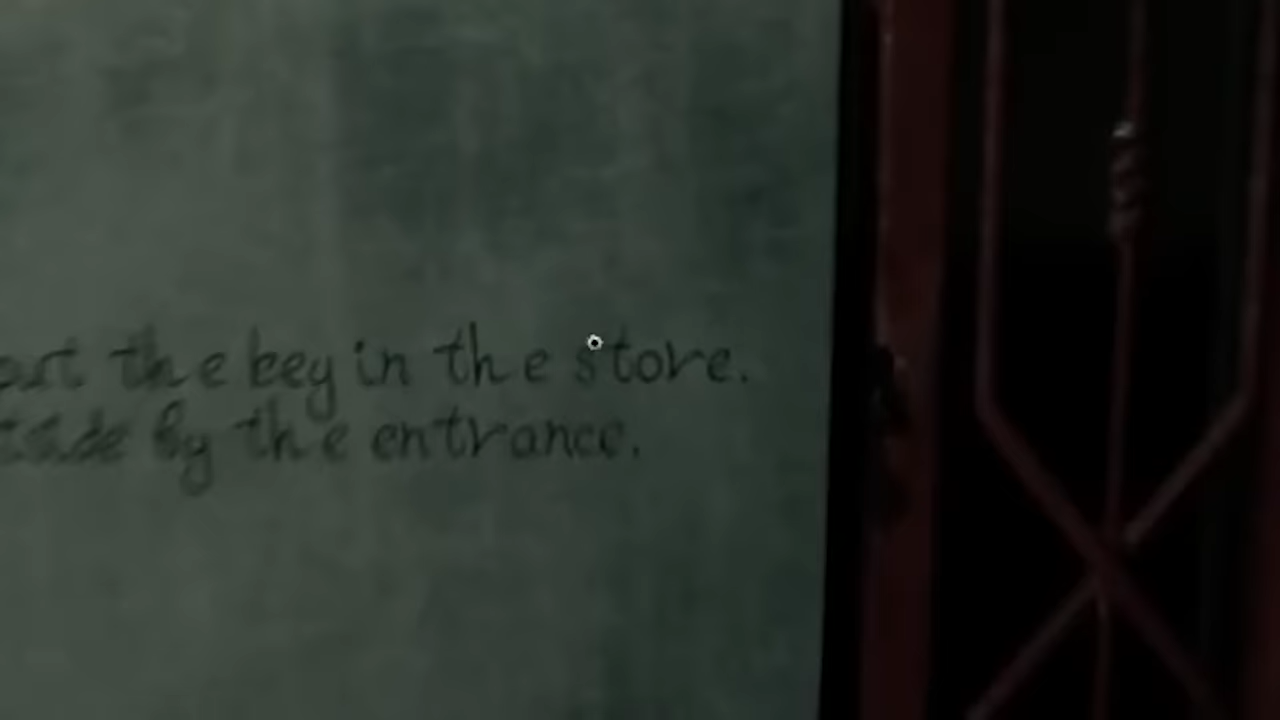 the key in the store.
by the entrance.